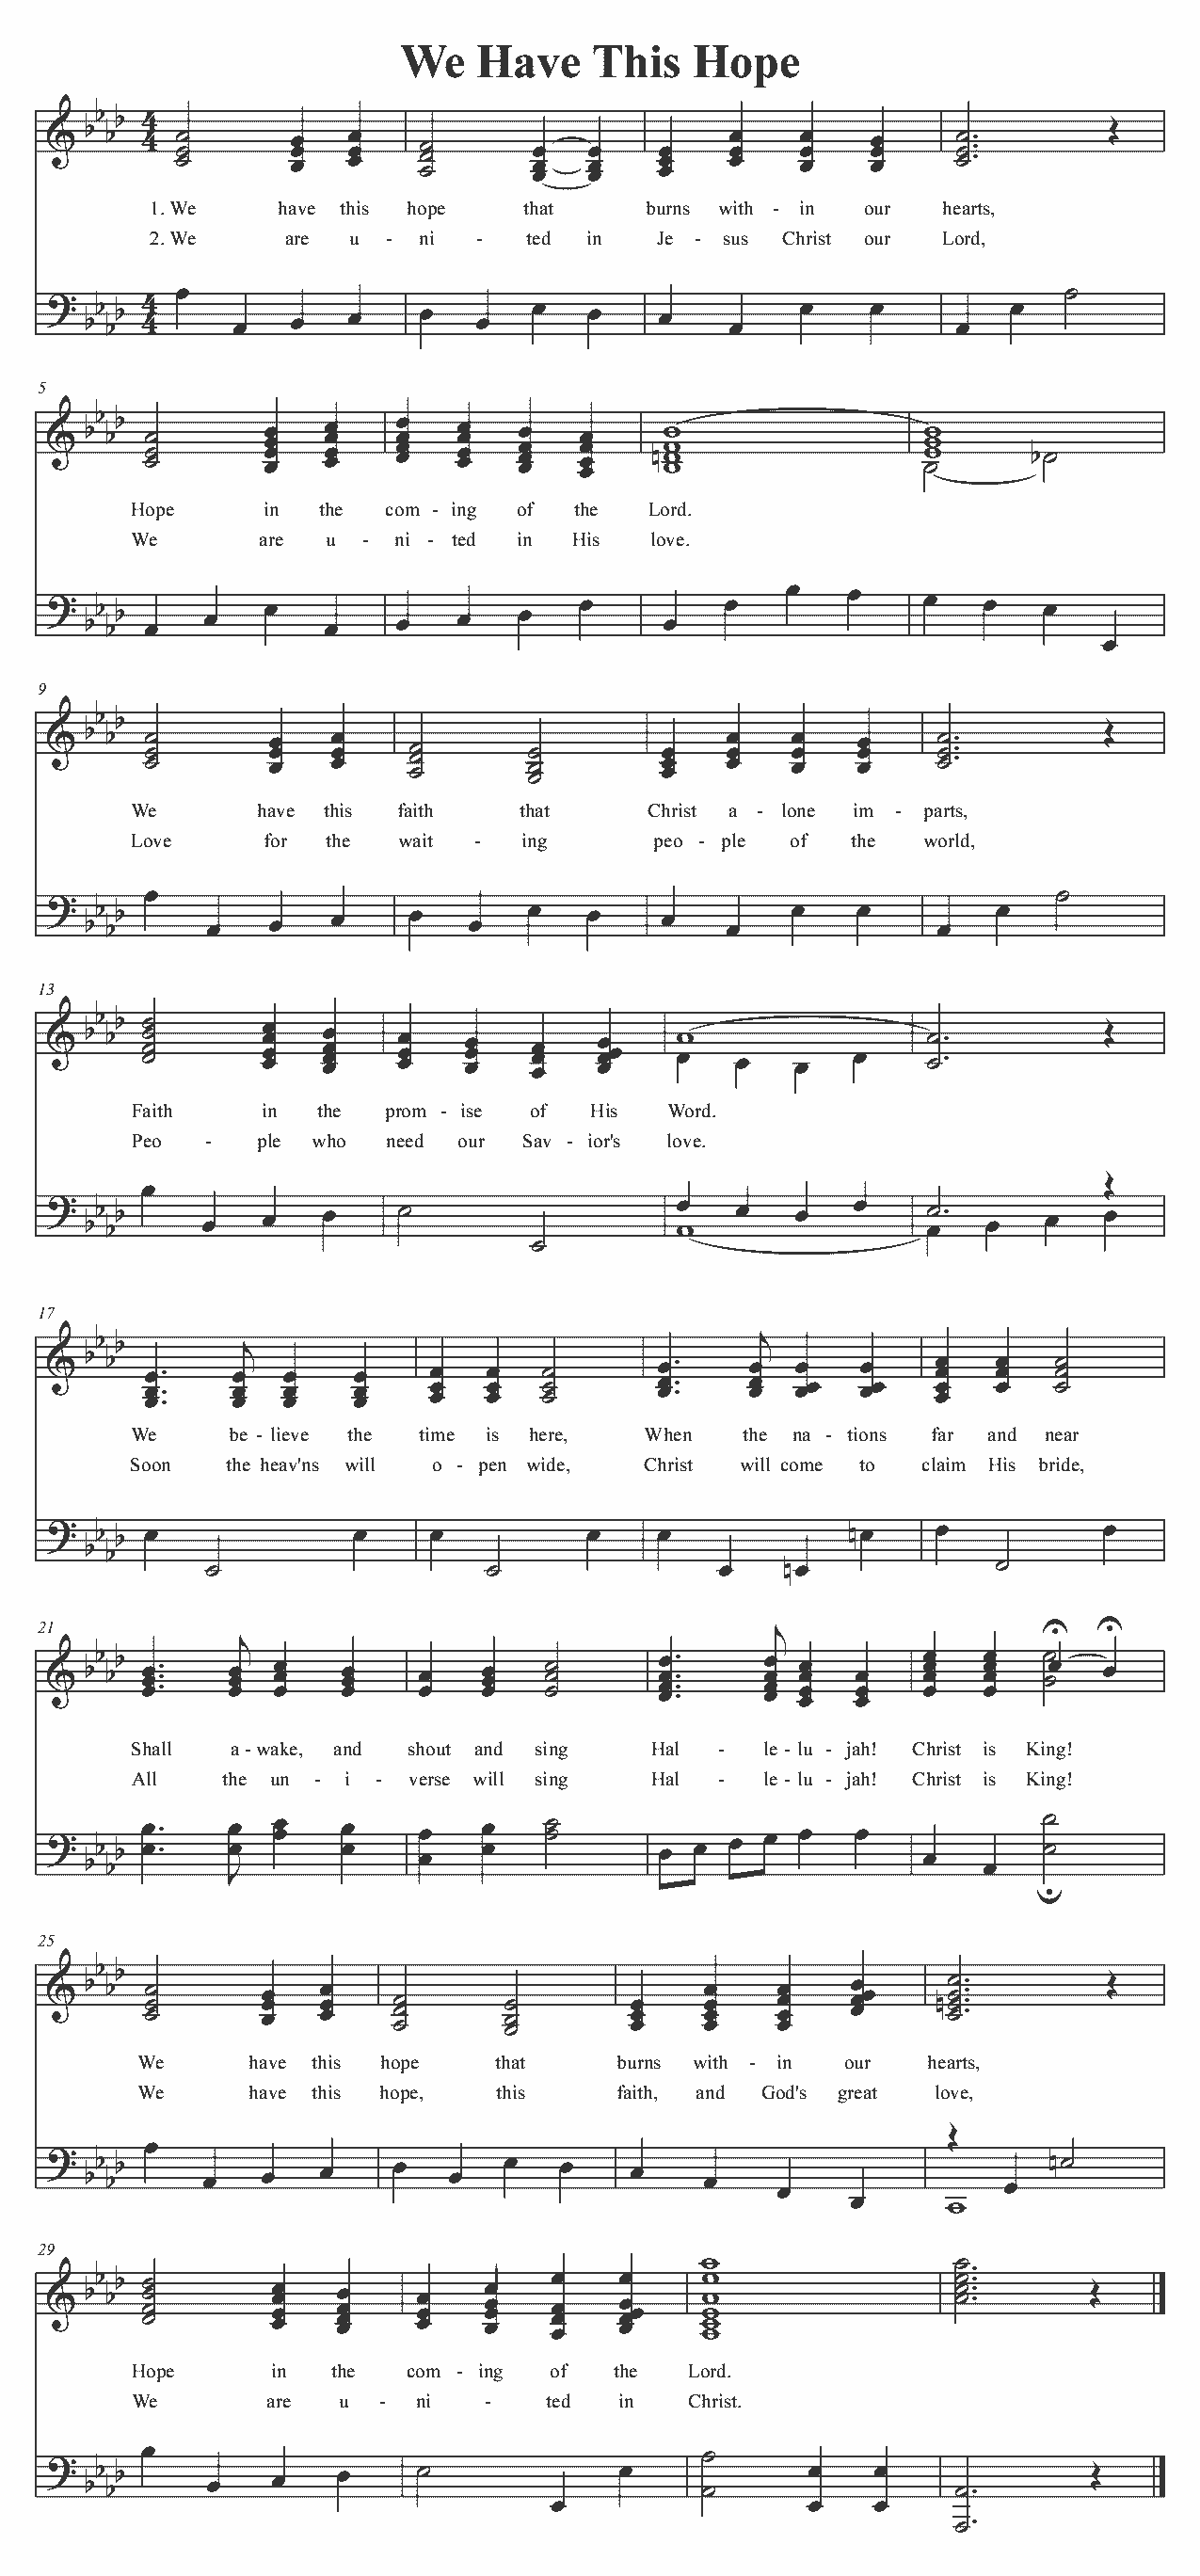 We Have This Hope
4 4
1. We have this hope that burns with - in our hearts,
2. We are u - ni - ted in Je - sus Christ our Lord,
4 4
5
Hope in the com - ing of the Lord.
We are u - ni - ted in His love.
9
We have this faith that Christ a - lone im - parts,
Love for the wait - ing peo - ple of the world,
13
Faith in the prom - ise of His Word.
Peo - ple who need our Sav - ior's love.
17
We be - lieve the time is here, When the na - tions far and near
Soon the heav'ns will o - pen wide, Christ will come to claim His bride,
21
Shall a - wake, and shout and sing Hal - le - lu - jah! Christ is King!
All the un - i - verse will sing Hal - le - lu - jah! Christ is King!
25
We have this hope that burns with - in our hearts,
We have this hope, this faith, and God's great love,
29
Hope in the com - ing of the Lord.
We are u - ni - ted in Christ.